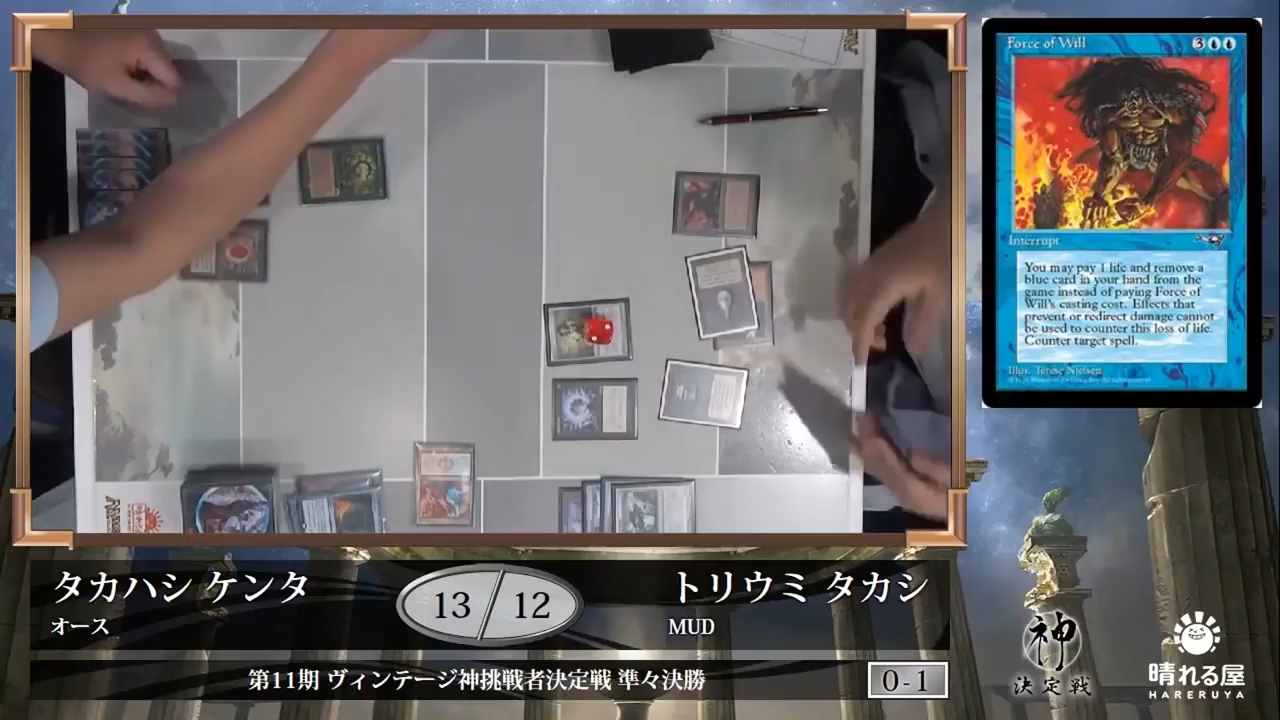 Force of Will
3
Interrupt
You may pay 1 life and remove a
blue card in your hand from the
game instead of paying Force of
Will's casting cost. Effects that
prevent or redirect damage cannot
be used to counter this loss of life.
Counter target spell.
Illus. Terese Nielsen
タカハシ ケンタ
オース
13 / 12
トリウミ タカシ
MUD
第11期 ヴィンテージ神挑戦者決定戦 準々決勝
0-1
神
決定戦
晴れる屋
HARERUYA